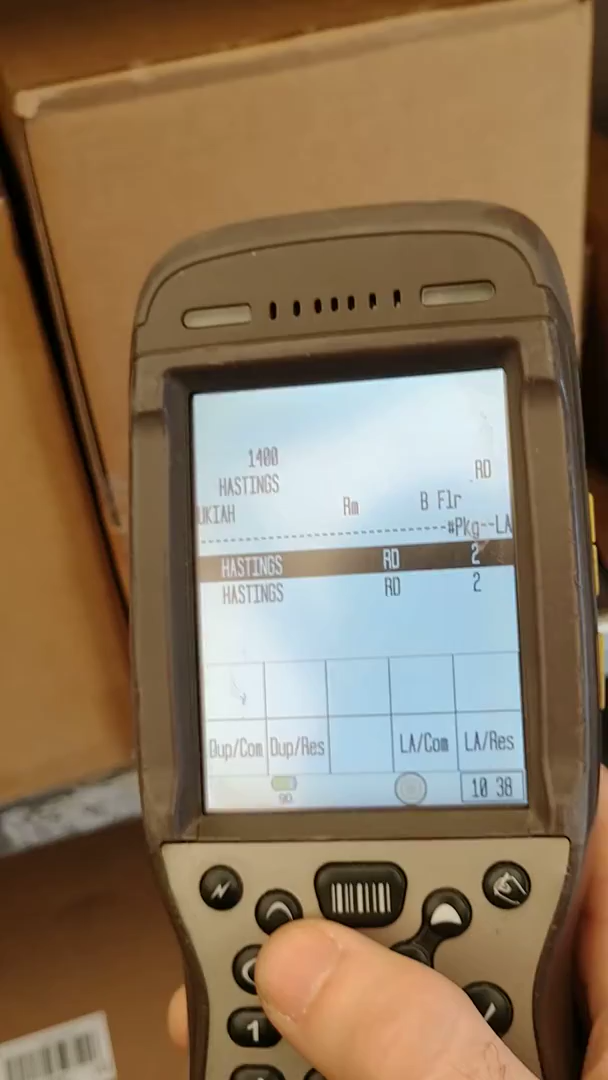 1400
HASTINGS RD
UKIAH Rm B Flr
--------------------------#Pkg--LA
HASTINGS RD 2
HASTINGS RD 2
Dup/Com Dup/Res LA/Com LA/Res
90 10 38
1